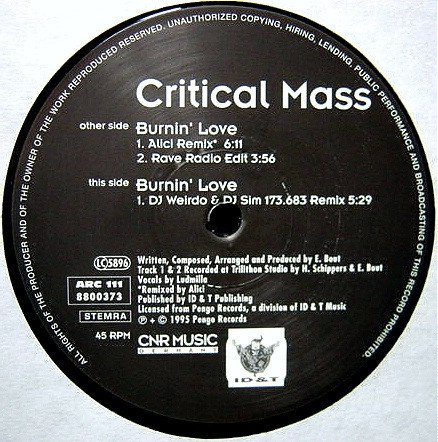 ALL RIGHTS OF THE PRODUCER AND OF THE OWNER OF THE WORK REPRODUCED RESERVED. UNAUTHORIZED COPYING, HIRING, LENDING, PUBLIC PERFORMANCE AND BROADCASTING OF THIS RECORD PROHIBITED.
Critical Mass
other side Burnin' Love
1. Alici Remix* 6:11
2. Rave Radio Edit 3:56
this side Burnin' Love
1. DJ Weirdo & DJ Sim 173.683 Remix 5:29
LC5896
ARC 111
8800373
STEMRA
45 RPM
Written, Composed, Arranged and Produced by E. Bout
Track 1 & 2 Recorded at Trillithon Studio by H. Schippers & E. Bout
Vocals by Ludmilla
*Remixed by Alici
Published by ID & T Publishing
Licensed from Pengo Records, a division of ID & T Music
℗ + © 1995 Pengo Records
CNR MUSIC
GERMANY
ID&T